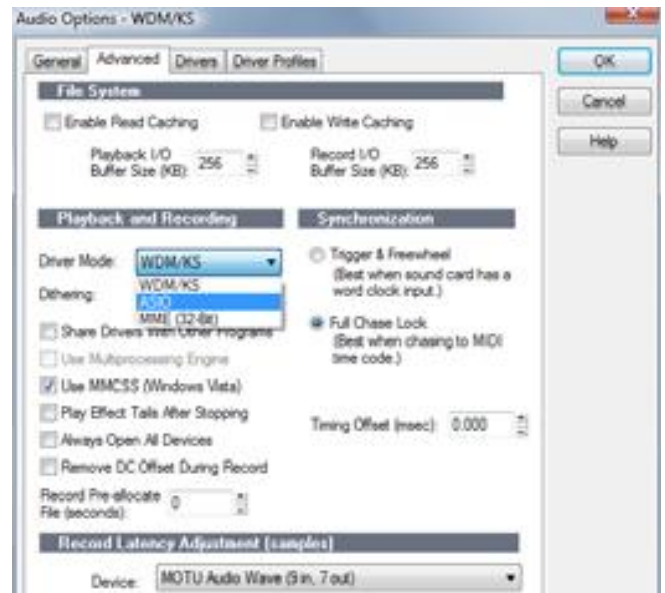 Audio Options - WDM/KS
General Advanced Drivers Driver Profiles
OK
Cancel
Help
File System
Enable Read Caching Enable Write Caching
Playback I/O
Buffer Size (KB): 256
Record I/O
Buffer Size (KB): 256
Playback and Recording
Driver Mode: WDM/KS
WDM/KS
ASIO
MME (32-Bit)
Dithering:
Share Drivers With Other Programs
Use Multiprocessing Engine
Use MMCSS (Windows Vista)
Play Effect Tails After Stopping
Always Open All Devices
Remove DC Offset During Record
Record Pre-allocate
File (seconds): 0
Synchronization
Trigger & Freewheel
(Best when sound card has a
word clock input.)
Full Chase Lock
(Best when chasing to MIDI
time code.)
Timing Offset (msec): 0.000
Record Latency Adjustment (samples)
Device: MOTU Audio Wave (9 in, 7 out)